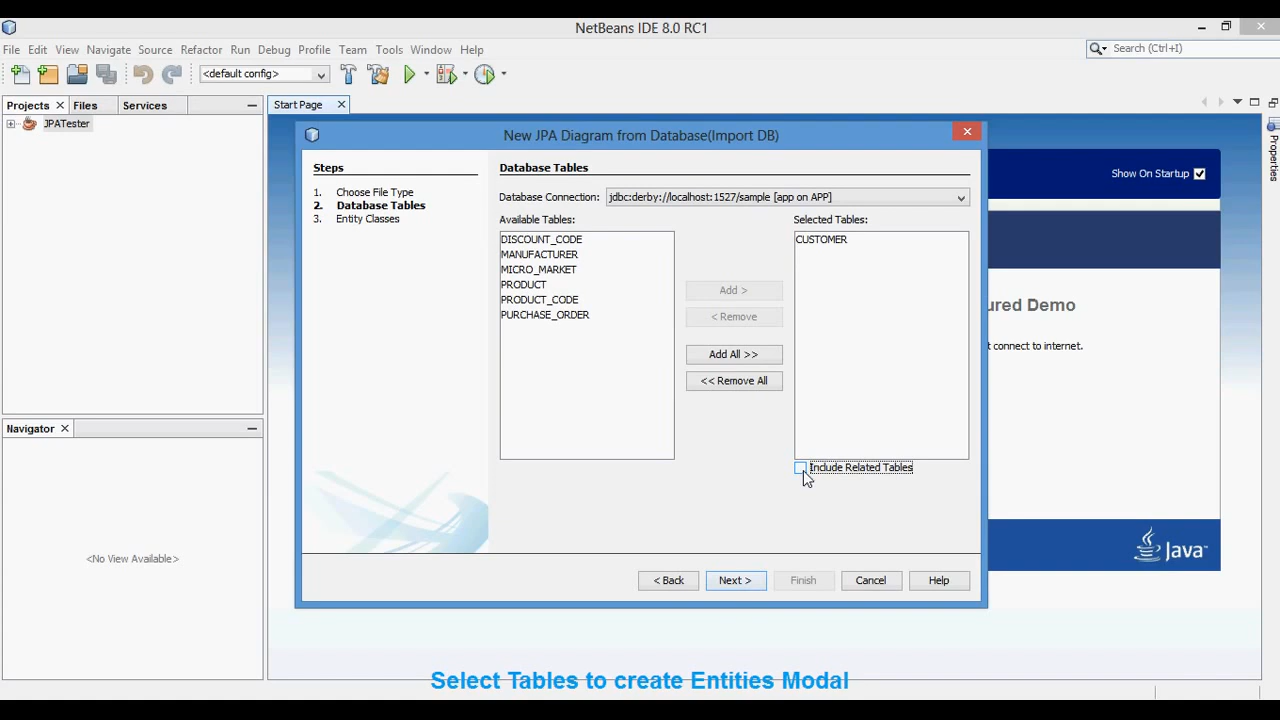 NetBeans IDE 8.0 RC1
File Edit View Navigate Source Refactor Run Debug Profile Team Tools Window Help
Search (Ctrl+I)
<default config>
Projects Files Services
Start Page
JPATester
Properties
New JPA Diagram from Database(Import DB)
Show On Startup
Steps
1. Choose File Type
2. Database Tables
3. Entity Classes
Database Tables
Database Connection: jdbc:derby://localhost:1527/sample [app on APP]
Available Tables:
DISCOUNT_CODE
MANUFACTURER
MICRO_MARKET
PRODUCT
PRODUCT_CODE
PURCHASE_ORDER
Add >
< Remove
Add All >>
<< Remove All
Selected Tables:
CUSTOMER
Include Related Tables
ured Demo
t connect to internet.
Java™
Navigator
<No View Available>
< Back Next > Finish Cancel Help
Select Tables to create Entities Modal